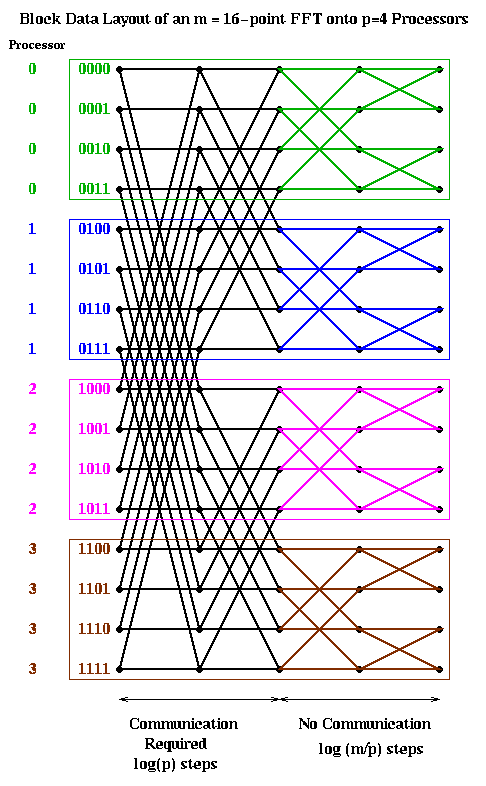 Block Data Layout of an m = 16-point FFT onto p=4 Processors
Processor
0 0000
0 0001
0 0010
0 0011
1 0100
1 0101
1 0110
1 0111
2 1000
2 1001
2 1010
2 1011
3 1100
3 1101
3 1110
3 1111
Communication
Required
log(p) steps
No Communication
log (m/p) steps